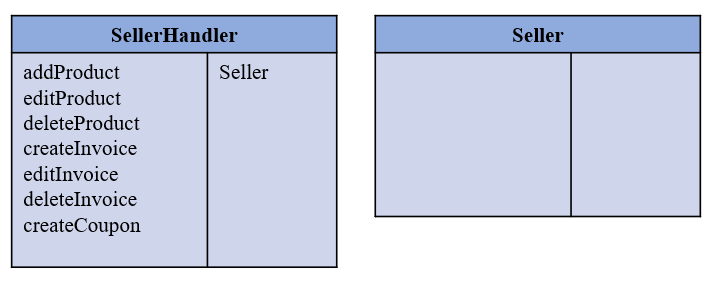 SellerHandler
addProduct
editProduct
deleteProduct
createInvoice
editInvoice
deleteInvoice
createCoupon
Seller
Seller